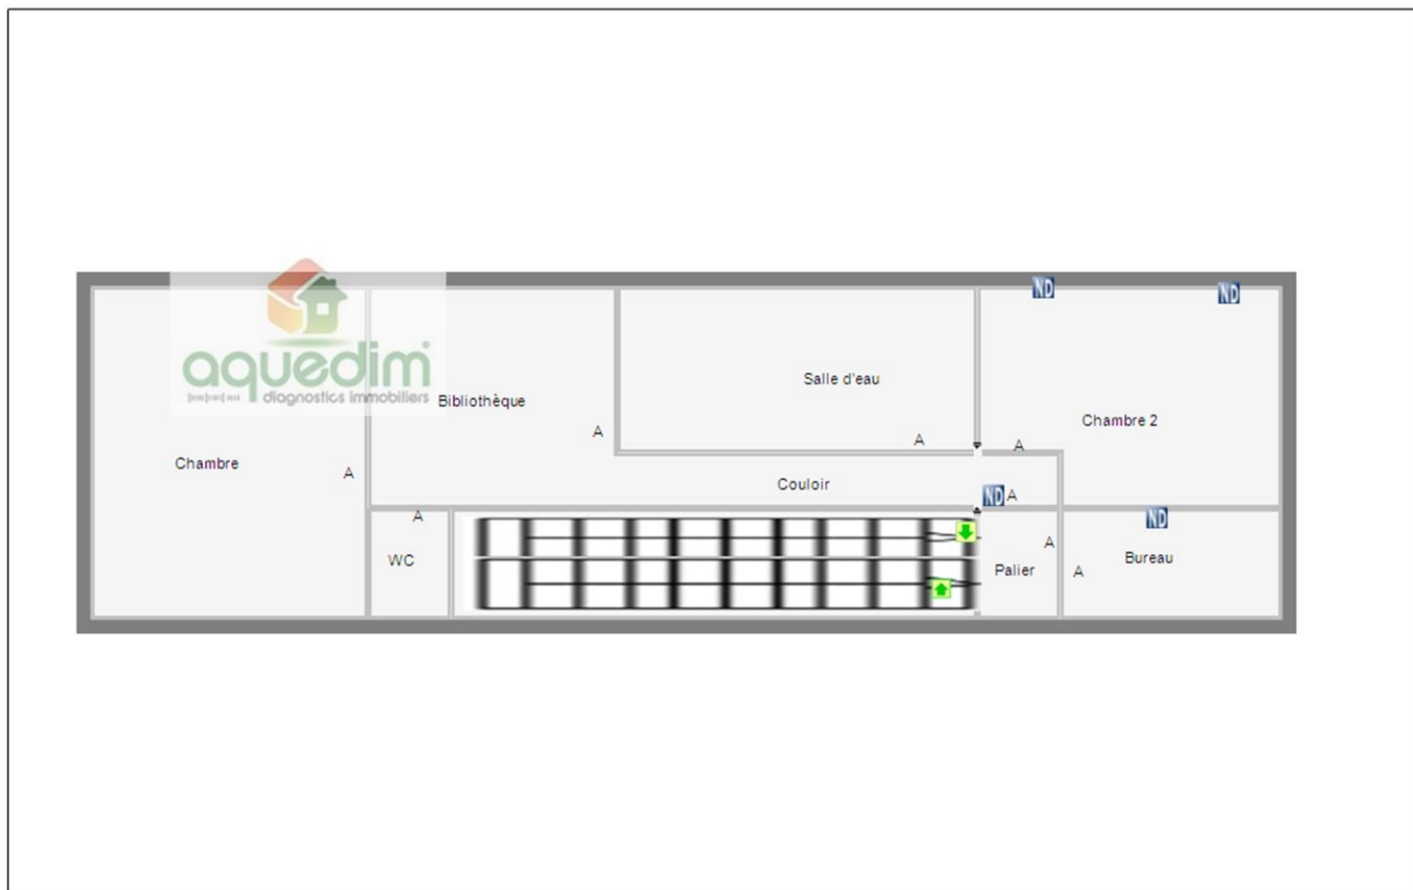 ND
ND
aquedim
diagnostics immobiliers
Salle d'eau
Bibliothèque
Chambre 2
A
A
A
Chambre
A
Couloir
ND A
A
WC
ND
A
Palier
A
Bureau